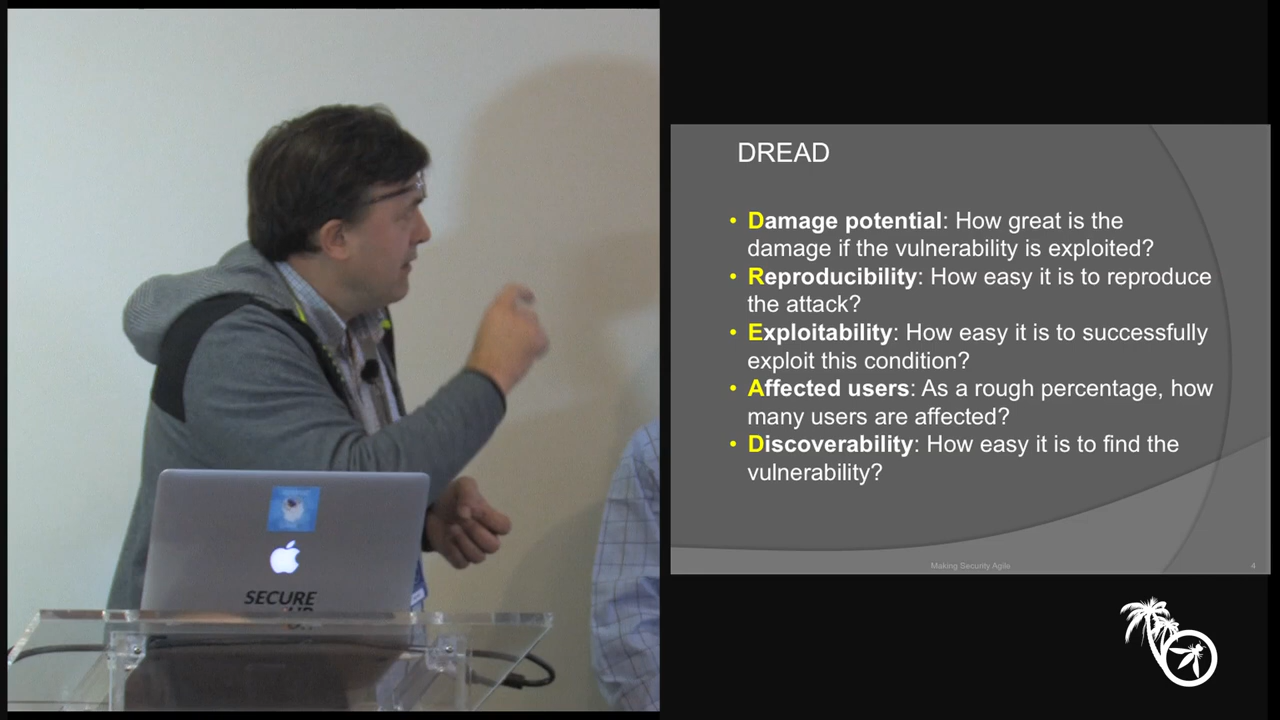 DREAD
• Damage potential: How great is the
damage if the vulnerability is exploited?
• Reproducibility: How easy it is to reproduce
the attack?
• Exploitability: How easy it is to successfully
exploit this condition?
• Affected users: As a rough percentage, how
many users are affected?
• Discoverability: How easy it is to find the
vulnerability?
Making Security Agile
4
SECURE